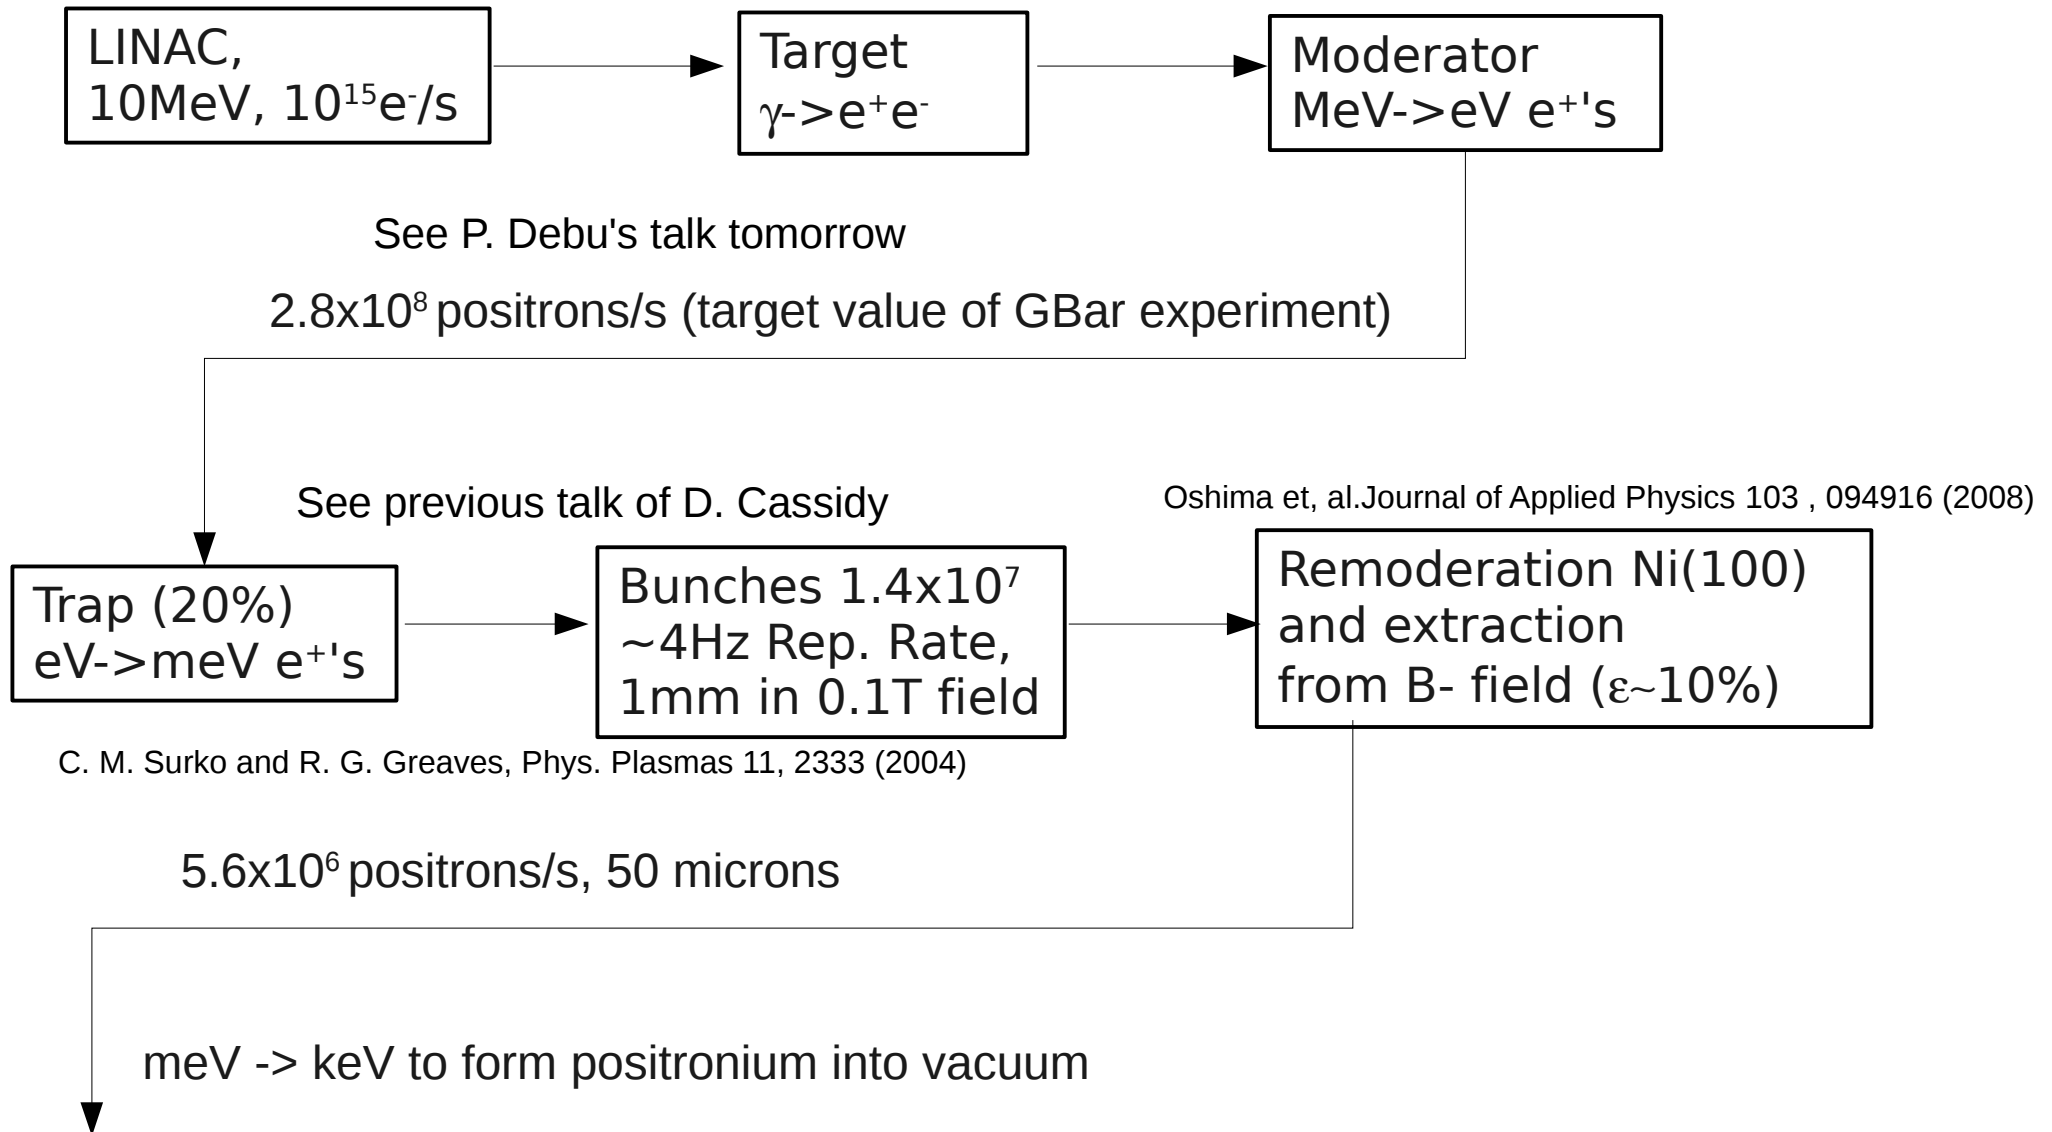 LINAC,
10MeV, 10¹⁵e⁻/s
Target
γ->e⁺e⁻
Moderator
MeV->eV e⁺'s
See P. Debu's talk tomorrow
2.8x10⁸ positrons/s (target value of GBar experiment)
See previous talk of D. Cassidy
Oshima et, al.Journal of Applied Physics 103 , 094916 (2008)
Trap (20%)
eV->meV e⁺'s
Bunches 1.4x10⁷
~4Hz Rep. Rate,
1mm in 0.1T field
Remoderation Ni(100)
and extraction
from B- field (ε~10%)
C. M. Surko and R. G. Greaves, Phys. Plasmas 11, 2333 (2004)
5.6x10⁶ positrons/s, 50 microns
meV -> keV to form positronium into vacuum